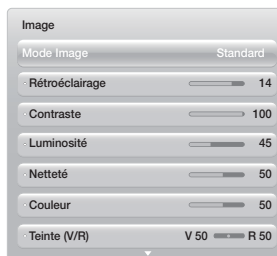 Image
Mode Image Standard
Rétroéclairage 14
Contraste 100
Luminosité 45
Netteté 50
Couleur 50
Teinte (V/R) V 50 R 50